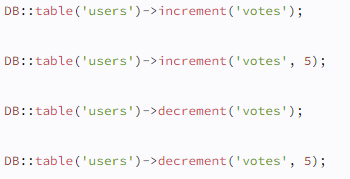 DB::table('users')->increment('votes');
DB::table('users')->increment('votes', 5);
DB::table('users')->decrement('votes');
DB::table('users')->decrement('votes', 5);